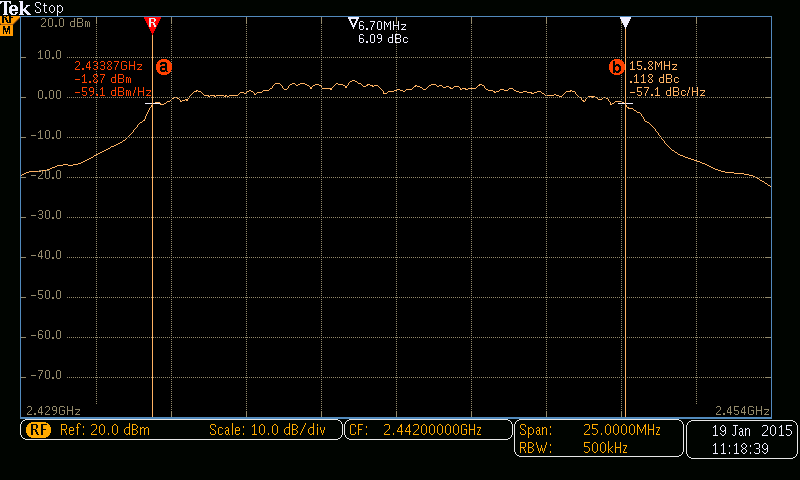 Tek Stop
RF
M
20.0 dBm
R
6.70MHz
6.09 dBc
10.0
2.43387GHz
-1.87 dBm
-59.1 dBm/Hz
a
b
15.8MHz
.118 dBc
-57.1 dBc/Hz
0.00
-10.0
-20.0
-30.0
-40.0
-50.0
-60.0
-70.0
2.429GHz
2.454GHz
RF Ref: 20.0 dBm Scale: 10.0 dB/div
CF: 2.44200000GHz
Span: 25.0000MHz
RBW: 500kHz
19 Jan 2015
11:18:39